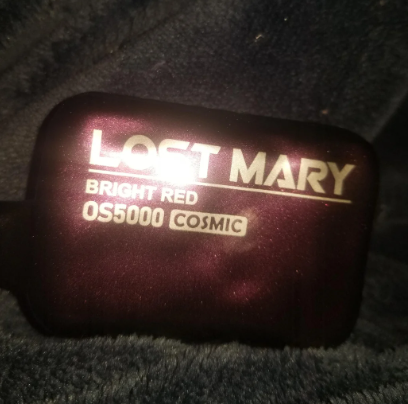 LOST MARY
BRIGHT RED
OS5000 COSMIC